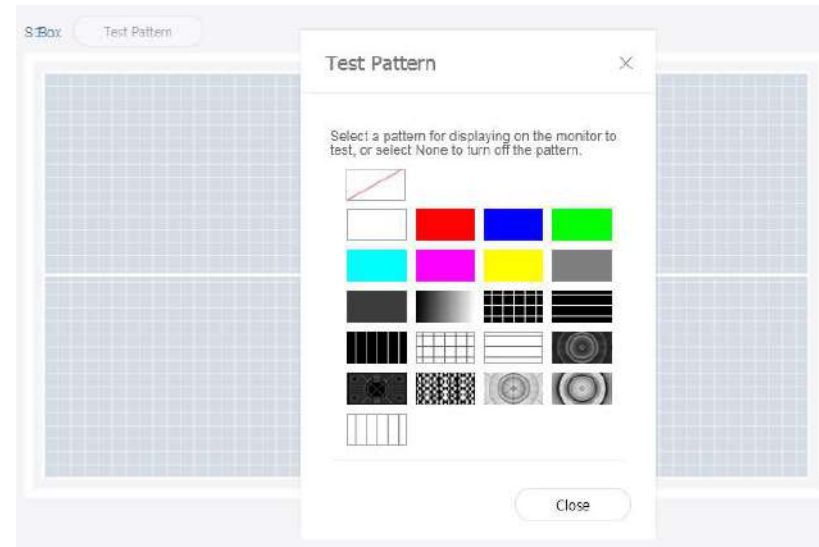 S:Box
Test Pattern
Test Pattern
Select a pattern for displaying on the monitor to
test, or select None to turn off the pattern.
Close